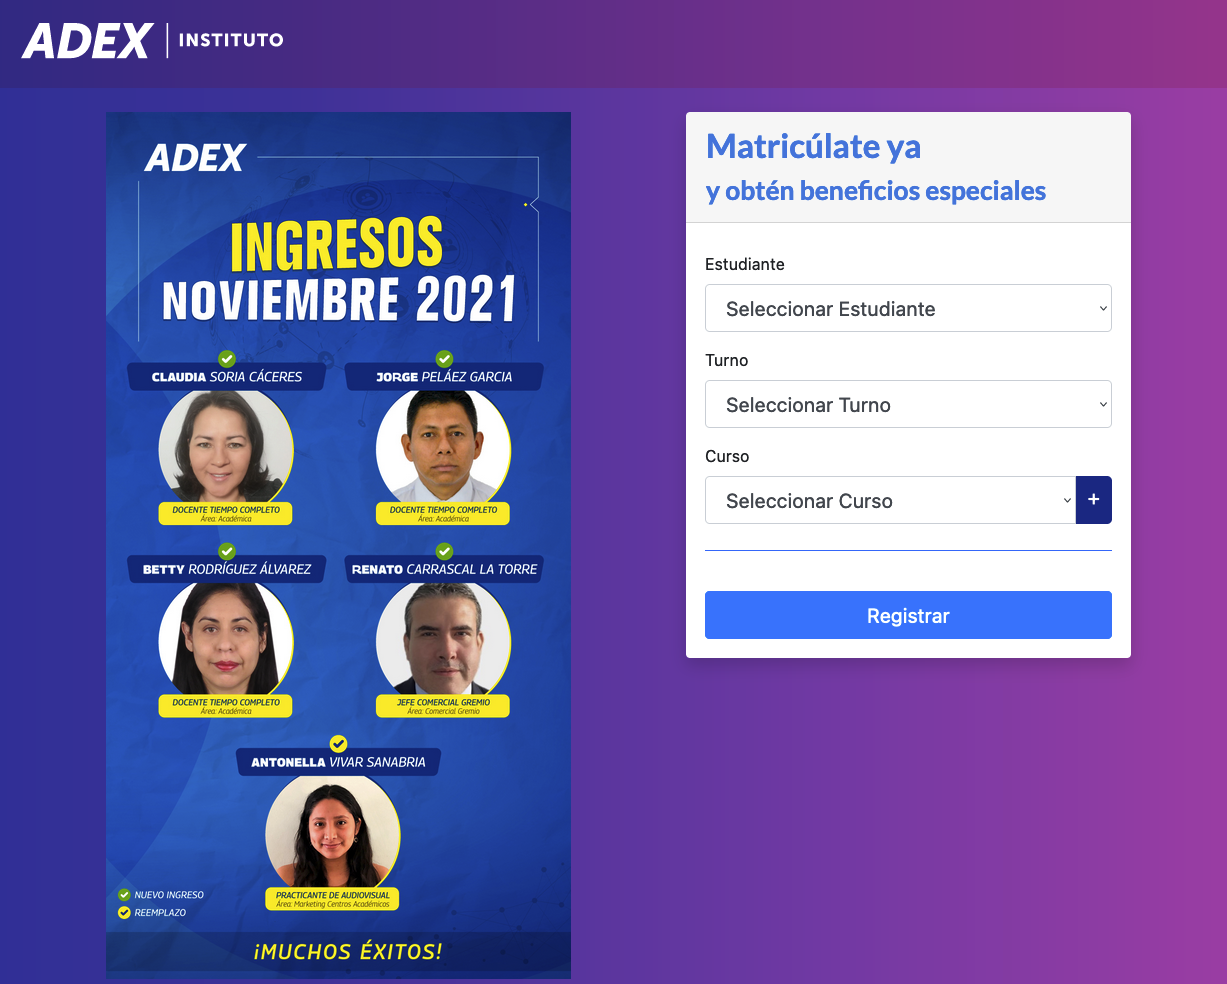 ADEX INSTITUTO
ADEX
INGRESOS
NOVIEMBRE 2021
CLAUDIA SORIA CÁCERES
DOCENTE TIEMPO COMPLETO
Área: Académica
JORGE PELÁEZ GARCIA
DOCENTE TIEMPO COMPLETO
Área: Académica
BETTY RODRÍGUEZ ÁLVAREZ
DOCENTE TIEMPO COMPLETO
Área: Académica
RENATO CARRASCAL LA TORRE
JEFE COMERCIAL GREMIO
Área: Comercial Gremio
ANTONELLA VIVAR SANABRIA
PRACTICANTE DE AUDIOVISUAL
Área: Marketing Centros Académicos
NUEVO INGRESO
REEMPLAZO
¡MUCHOS ÉXITOS!
Matricúlate ya
y obtén beneficios especiales
Estudiante
Seleccionar Estudiante
Turno
Seleccionar Turno
Curso
Seleccionar Curso
+
Registrar